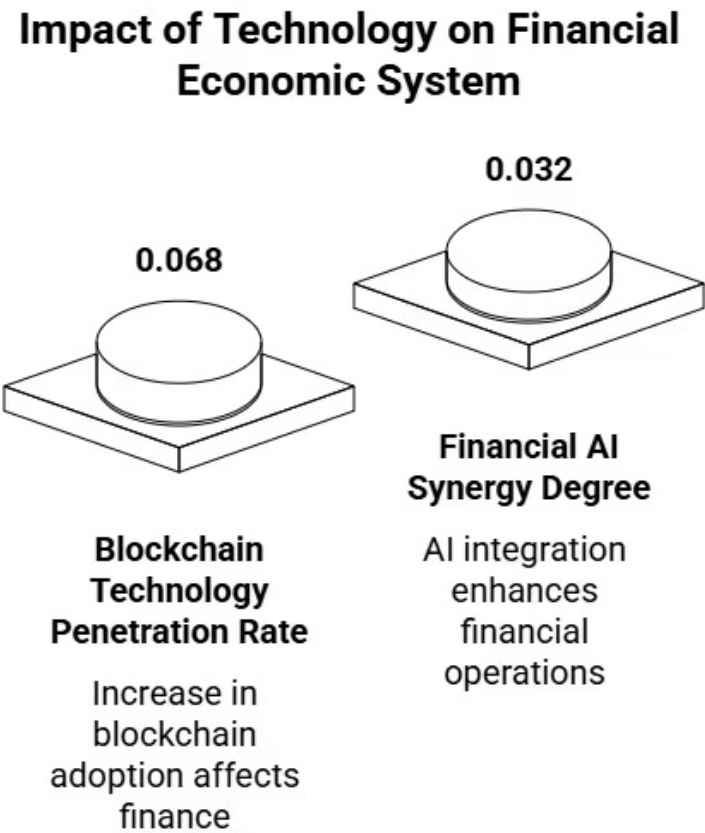 Impact of Technology on Financial
Economic System
0.068
Blockchain
Technology
Penetration Rate
Increase in
blockchain
adoption affects
finance
0.032
Financial AI
Synergy Degree
AI integration
enhances
financial
operations